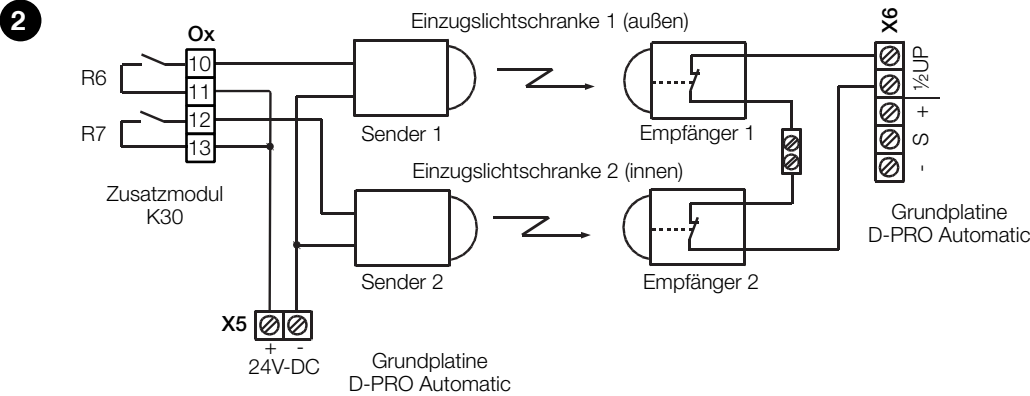 2
Einzugslichtschranke 1 (außen)
X6
Ox
10
R6
11
12
R7
13
½UP
+
S
-
Sender 1
Empfänger 1
Einzugslichtschranke 2 (innen)
Zusatzmodul
K30
Grundplatine
D-PRO Automatic
Sender 2
Empfänger 2
X5
+ -
24V-DC
Grundplatine
D-PRO Automatic